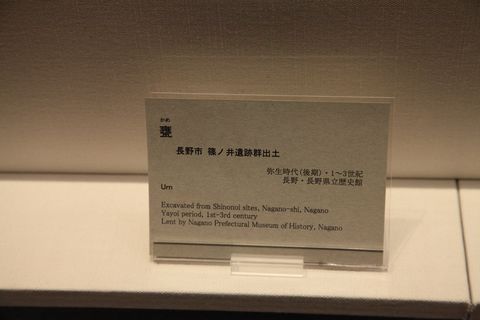 かめ
甕
長野市 篠ノ井遺跡群出土
弥生時代(後期)・1～3世紀
長野・長野県立歴史館
Urn
Excavated from Shinonoi sites, Nagano-shi, Nagano
Yayoi period, 1st-3rd century
Lent by Nagano Prefectural Museum of History, Nagano